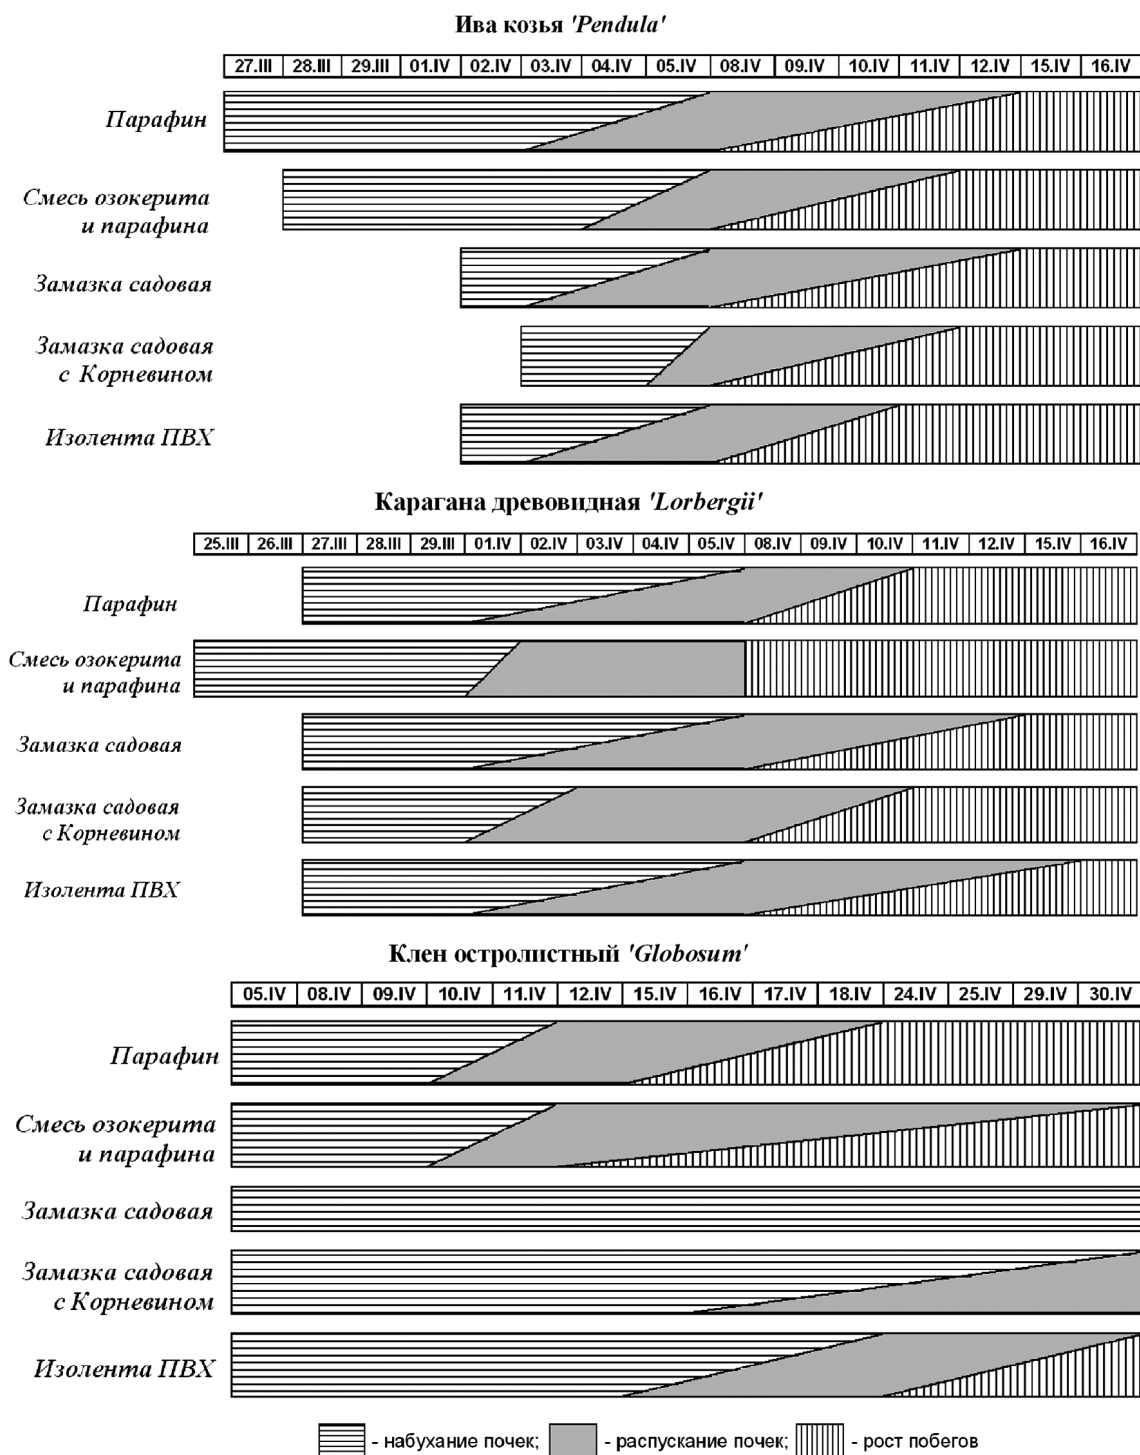 Ива козья 'Pendula'
27.III 28.III 29.III 01.IV 02.IV 03.IV 04.IV 05.IV 08.IV 09.IV 10.IV 11.IV 12.IV 15.IV 16.IV
Парафин
Смесь озокерита
и парафина
Замазка садовая
Замазка садовая
с Корневином
Изолента ПВХ
Карагана древовидная 'Lorbergii'
25.III 26.III 27.III 28.III 29.III 01.IV 02.IV 03.IV 04.IV 05.IV 08.IV 09.IV 10.IV 11.IV 12.IV 15.IV 16.IV
Парафин
Смесь озокерита
и парафина
Замазка садовая
Замазка садовая
с Корневином
Изолента ПВХ
Клен остролистный 'Globosum'
05.IV 08.IV 09.IV 10.IV 11.IV 12.IV 15.IV 16.IV 17.IV 18.IV 24.IV 25.IV 29.IV 30.IV
Парафин
Смесь озокерита
и парафина
Замазка садовая
Замазка садовая
с Корневином
Изолента ПВХ
- набухание почек; - распускание почек; - рост побегов